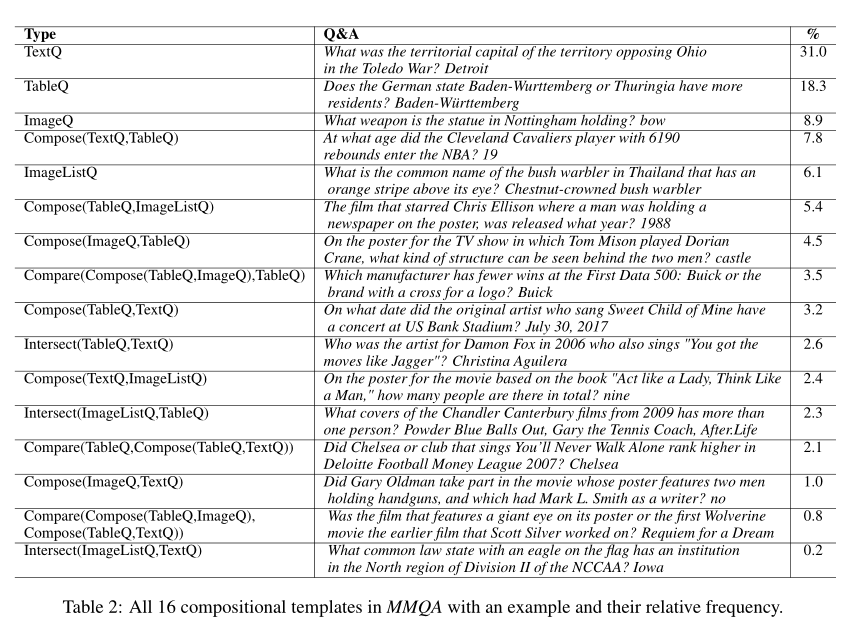 Type Q&A %
TextQ What was the territorial capital of the territory opposing Ohio 31.0
in the Toledo War? Detroit
TableQ Does the German state Baden-Wurttemberg or Thuringia have more 18.3
residents? Baden-Württemberg
ImageQ What weapon is the statue in Nottingham holding? bow 8.9
Compose(TextQ,TableQ) At what age did the Cleveland Cavaliers player with 6190 7.8
rebounds enter the NBA? 19
ImageListQ What is the common name of the bush warbler in Thailand that has an 6.1
orange stripe above its eye? Chestnut-crowned bush warbler
Compose(TableQ,ImageListQ) The film that starred Chris Ellison where a man was holding a 5.4
newspaper on the poster, was released what year? 1988
Compose(ImageQ,TableQ) On the poster for the TV show in which Tom Mison played Dorian 4.5
Crane, what kind of structure can be seen behind the two men? castle
Compare(Compose(TableQ,ImageQ),TableQ) Which manufacturer has fewer wins at the First Data 500: Buick or the 3.5
brand with a cross for a logo? Buick
Compose(TableQ,TextQ) On what date did the original artist who sang Sweet Child of Mine have 3.2
a concert at US Bank Stadium? July 30, 2017
Intersect(TableQ,TextQ) Who was the artist for Damon Fox in 2006 who also sings "You got the 2.6
moves like Jagger"? Christina Aguilera
Compose(TextQ,ImageListQ) On the poster for the movie based on the book "Act like a Lady, Think Like 2.4
a Man," how many people are there in total? nine
Intersect(ImageListQ,TableQ) What covers of the Chandler Canterbury films from 2009 has more than 2.3
one person? Powder Blue Balls Out, Gary the Tennis Coach, After.Life
Compare(TableQ,Compose(TableQ,TextQ)) Did Chelsea or club that sings You'll Never Walk Alone rank higher in 2.1
Deloitte Football Money League 2007? Chelsea
Compose(ImageQ,TextQ) Did Gary Oldman take part in the movie whose poster features two men 1.0
holding handguns, and which had Mark L. Smith as a writer? no
Compare(Compose(TableQ,ImageQ), Was the film that features a giant eye on its poster or the first Wolverine 0.8
Compose(TableQ,TextQ)) movie the earlier film that Scott Silver worked on? Requiem for a Dream
Intersect(ImageListQ,TextQ) What common law state with an eagle on the flag has an institution 0.2
in the North region of Division II of the NCCAA? Iowa
Table 2: All 16 compositional templates in MMQA with an example and their relative frequency.